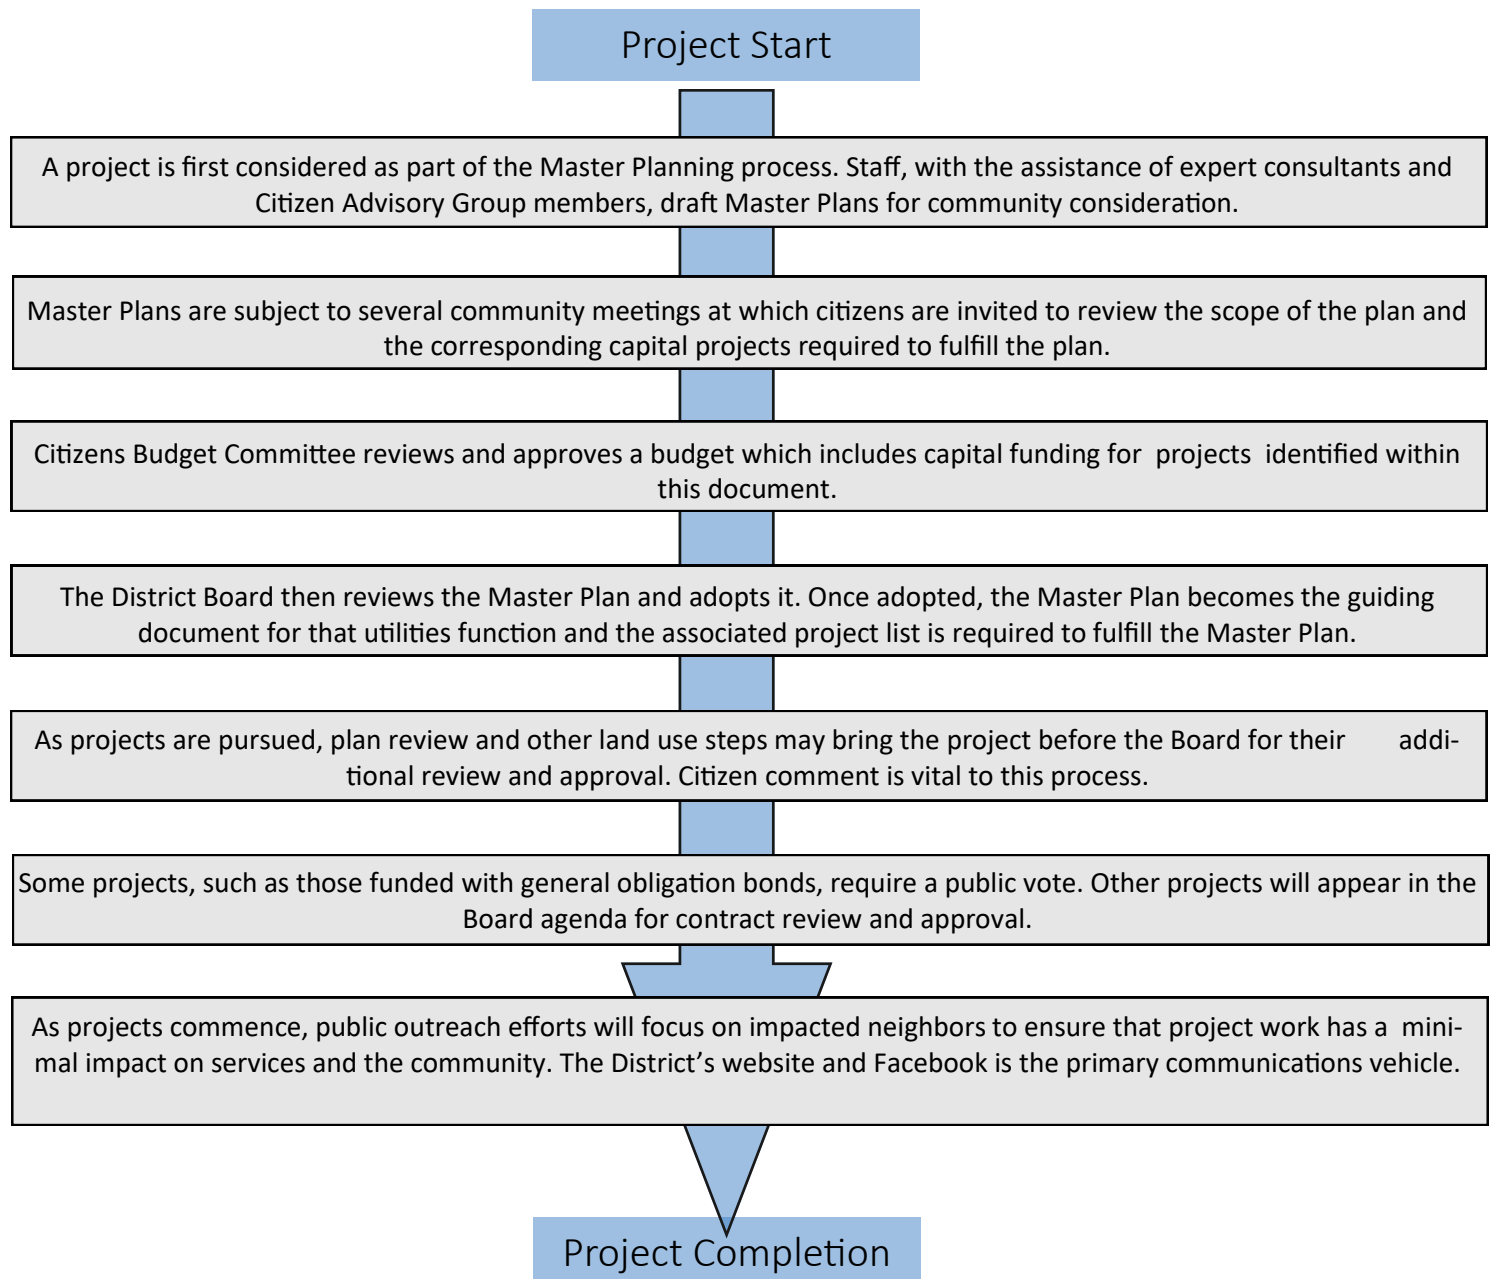 Project Start
A project is first considered as part of the Master Planning process. Staff, with the assistance of expert consultants and
Citizen Advisory Group members, draft Master Plans for community consideration.
Master Plans are subject to several community meetings at which citizens are invited to review the scope of the plan and
the corresponding capital projects required to fulfill the plan.
Citizens Budget Committee reviews and approves a budget which includes capital funding for projects identified within
this document.
The District Board then reviews the Master Plan and adopts it. Once adopted, the Master Plan becomes the guiding
document for that utilities function and the associated project list is required to fulfill the Master Plan.
As projects are pursued, plan review and other land use steps may bring the project before the Board for their addi-
tional review and approval. Citizen comment is vital to this process.
Some projects, such as those funded with general obligation bonds, require a public vote. Other projects will appear in the
Board agenda for contract review and approval.
As projects commence, public outreach efforts will focus on impacted neighbors to ensure that project work has a mini-
mal impact on services and the community. The District’s website and Facebook is the primary communications vehicle.
Project Completion